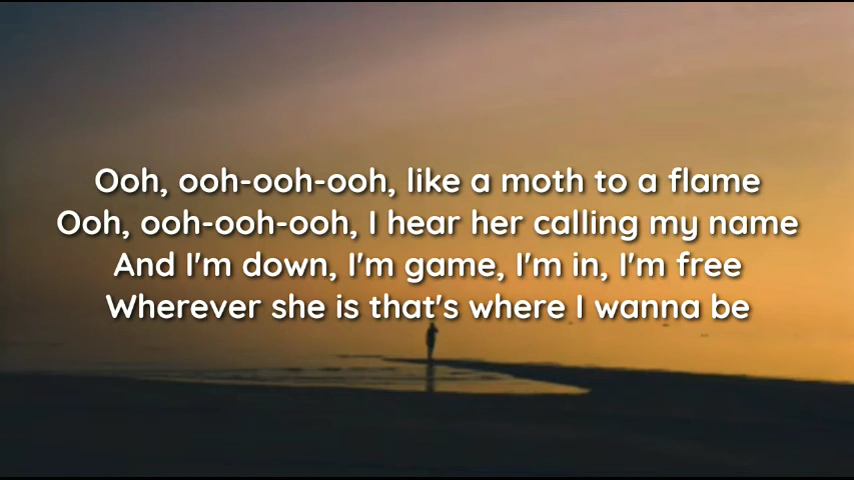 Ooh, ooh-ooh-ooh, like a moth to a flame
Ooh, ooh-ooh-ooh, I hear her calling my name
And I'm down, I'm game, I'm in, I'm free
Wherever she is that's where I wanna be